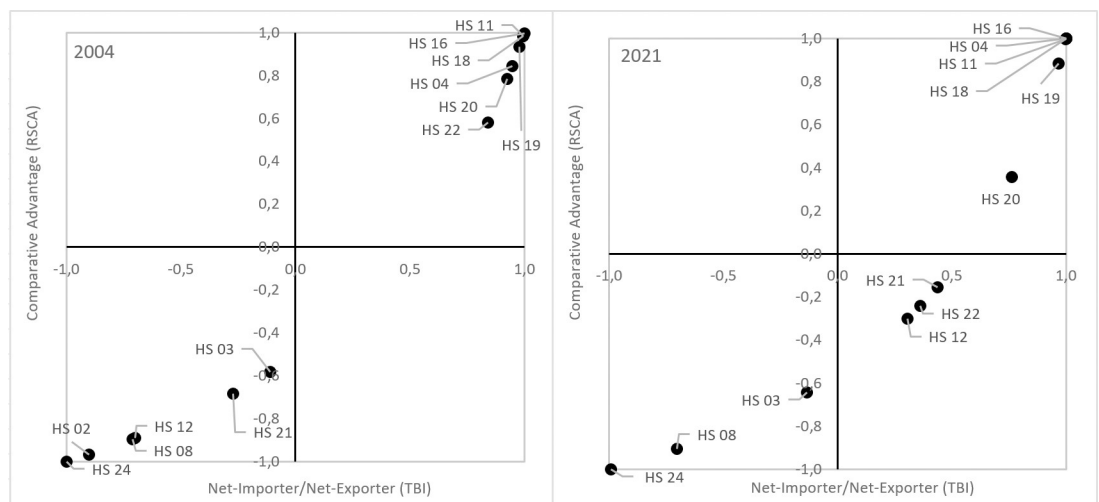 2004
Comparative Advantage (RSCA)
1,0
0,8
0,6
0,4
0,2
0,0
-0,2
-0,4
-0,6
-0,8
-1,0
-1,0
-0,5
0,0
0,5
1,0
HS 11
HS 16
HS 18
HS 04
HS 20
HS 22
HS 19
HS 03
HS 21
HS 12
HS 08
HS 02
HS 24
Net-Importer/Net-Exporter (TBI)
2021
Comparative Advantage (RSCA)
1,0
0,8
0,6
0,4
0,2
0,0
-0,2
-0,4
-0,6
-0,8
-1,0
-1,0
-0,5
0,0
0,5
1,0
HS 16
HS 04
HS 11
HS 18
HS 19
HS 20
HS 21
HS 22
HS 12
HS 03
HS 08
HS 24
Net-Importer/Net-Exporter (TBI)